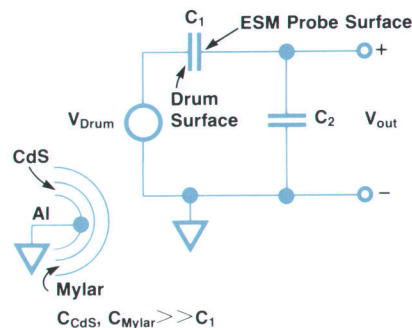 C1
ESM Probe Surface
Drum
Surface
VDrum
C2
Vout
+
−
CdS
Al
Mylar
CCdS, CMylar>>C1